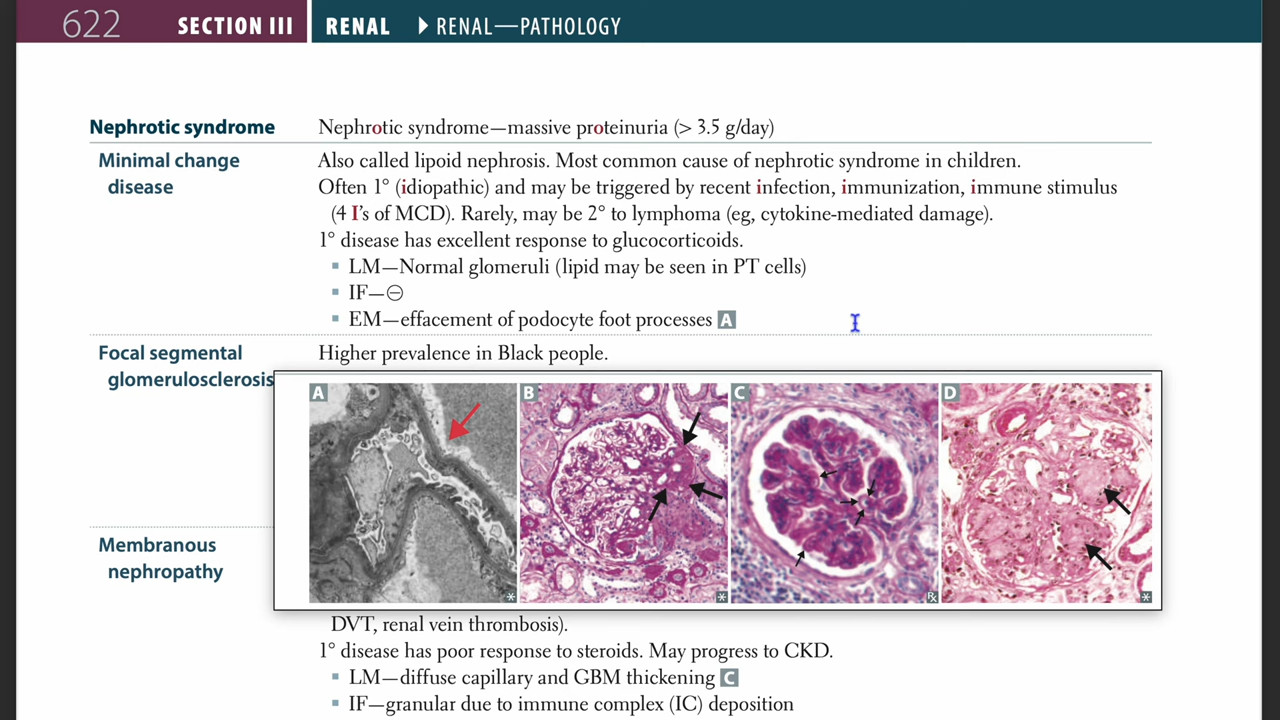 622 SECTION III RENAL ▶ RENAL—PATHOLOGY
Nephrotic syndrome
Nephrotic syndrome—massive proteinuria (> 3.5 g/day)
Minimal change
disease
Also called lipoid nephrosis. Most common cause of nephrotic syndrome in children.
Often 1° (idiopathic) and may be triggered by recent infection, immunization, immune stimulus
(4 I's of MCD). Rarely, may be 2° to lymphoma (eg, cytokine-mediated damage).
1° disease has excellent response to glucocorticoids.
▪ LM—Normal glomeruli (lipid may be seen in PT cells)
▪ IF—⊖
▪ EM—effacement of podocyte foot processes A
Focal segmental
glomerulosclerosis
Higher prevalence in Black people.
A B C D
* * ℞ *
Membranous
nephropathy
DVT, renal vein thrombosis).
1° disease has poor response to steroids. May progress to CKD.
▪ LM—diffuse capillary and GBM thickening C
▪ IF—granular due to immune complex (IC) deposition